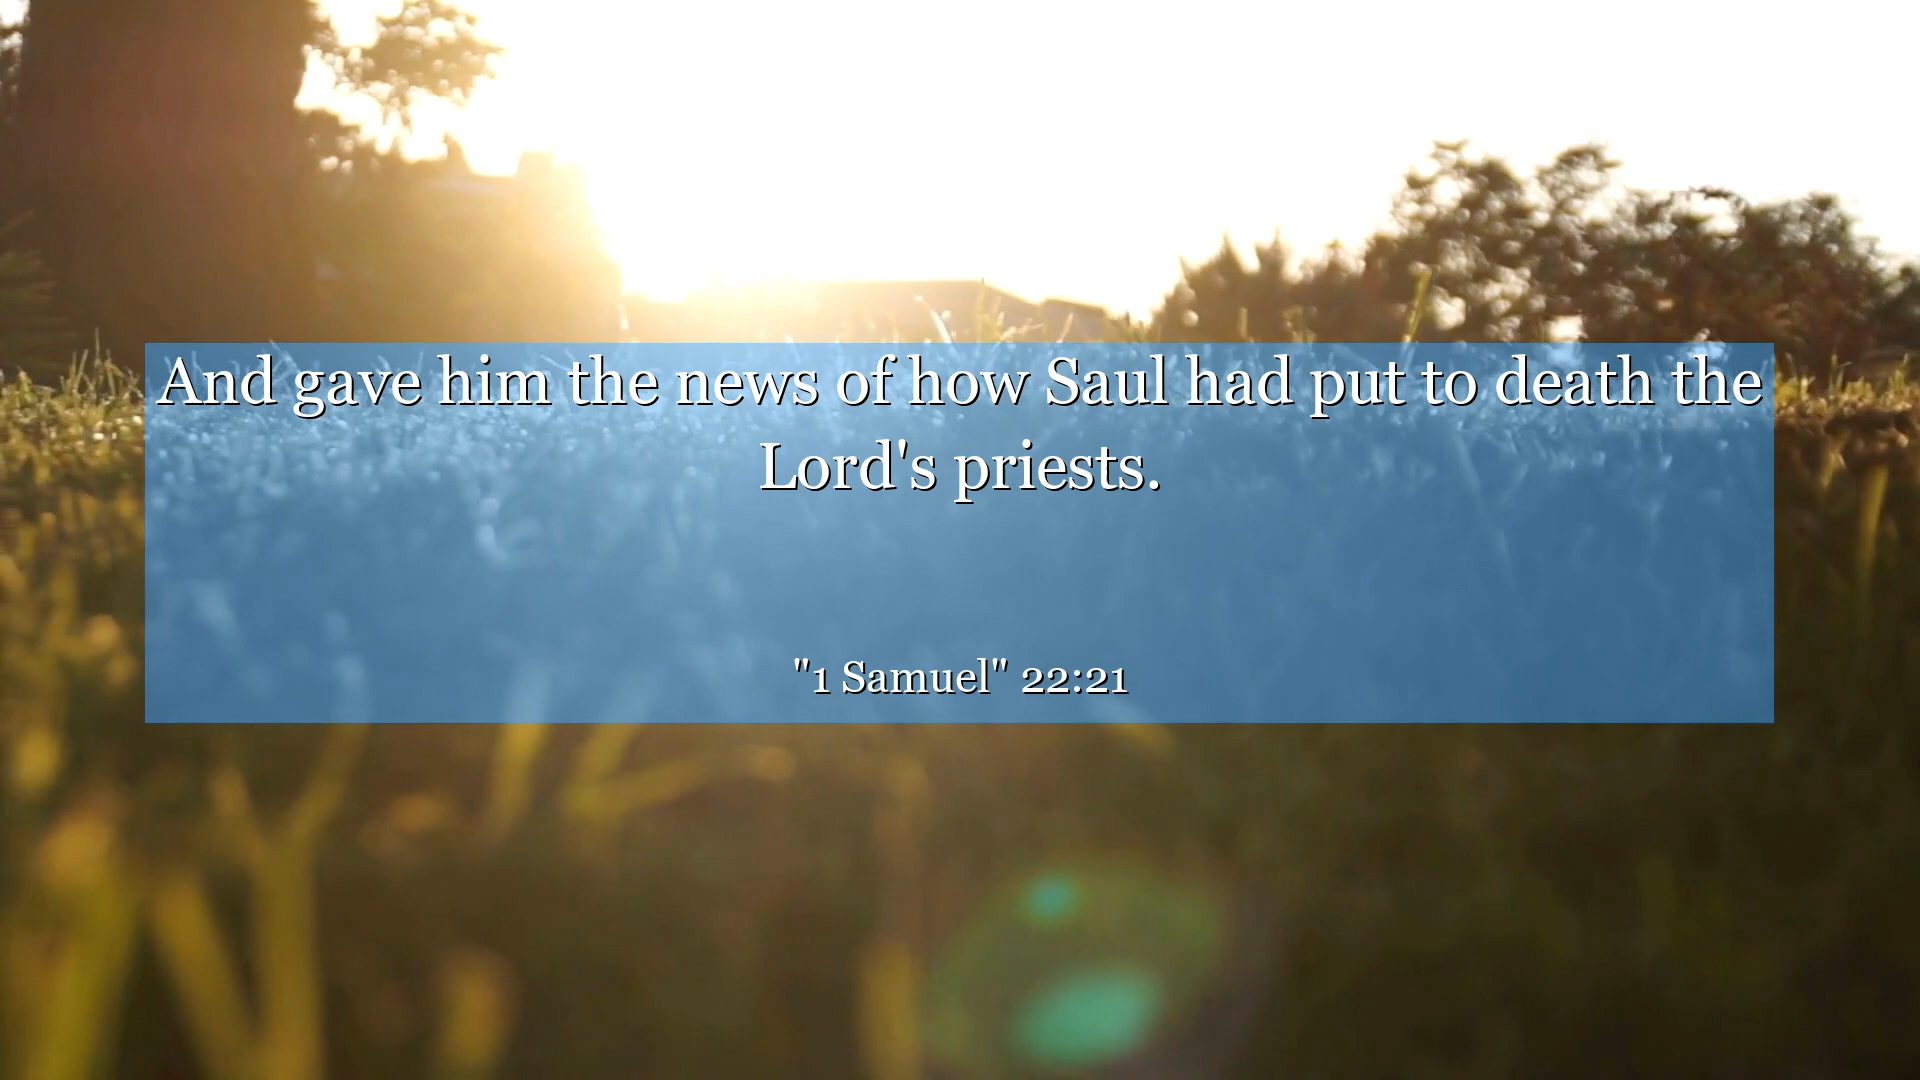 And gave him the news of how Saul had put to death the
Lord's priests.
"1 Samuel" 22:21